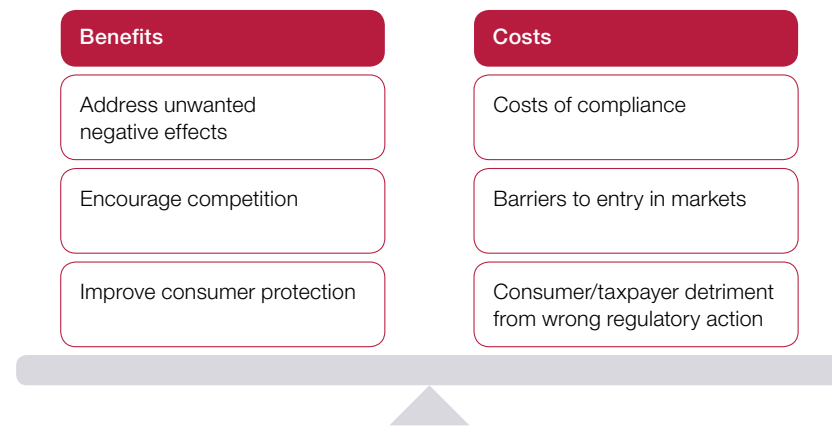 Benefits
Address unwanted
negative effects
Encourage competition
Improve consumer protection
Costs
Costs of compliance
Barriers to entry in markets
Consumer/taxpayer detriment
from wrong regulatory action